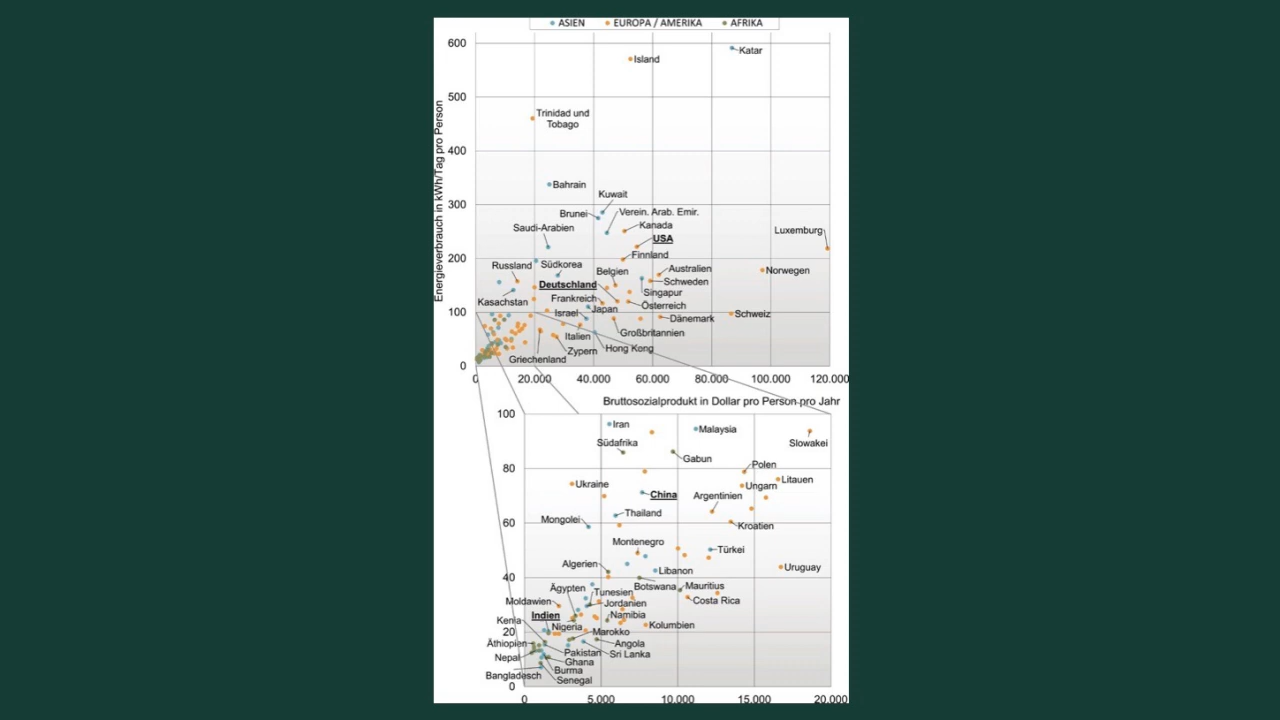 ASIEN EUROPA / AMERIKA AFRIKA
Energieverbrauch in kWh/Tag pro Person
600
Katar
Island
500
Trinidad und
Tobago
400
Bahrain
Kuwait
300
Brunei
Verein. Arab. Emir.
Saudi-Arabien
Kanada
Luxemburg
USA
Finnland
200
Russland
Südkorea
Belgien
Australien
Norwegen
Deutschland
Schweden
Singapur
Kasachstan
Frankreich
Österreich
Japan
100
Israel
Dänemark
Schweiz
Großbritannien
Italien
Hong Kong
Zypern
Griechenland
0
0 20.000 40.000 60.000 80.000 100.000 120.000
Bruttosozialprodukt in Dollar pro Person pro Jahr
100
Iran
Malaysia
Südafrika
Slowakei
Gabun
Polen
80
Ukraine
Litauen
Ungarn
China
Argentinien
Thailand
Mongolei
60
Kroatien
Montenegro
Türkei
Algerien
Libanon
Uruguay
40
Botswana
Mauritius
Ägypten
Tunesien
Moldawien
Jordanien
Costa Rica
Indien
Namibia
Kenia
Nigeria
Kolumbien
20
Marokko
Äthiopien
Angola
Pakistan
Sri Lanka
Nepal
Ghana
Burma
Bangladesch
Senegal
0
0 5.000 10.000 15.000 20.000